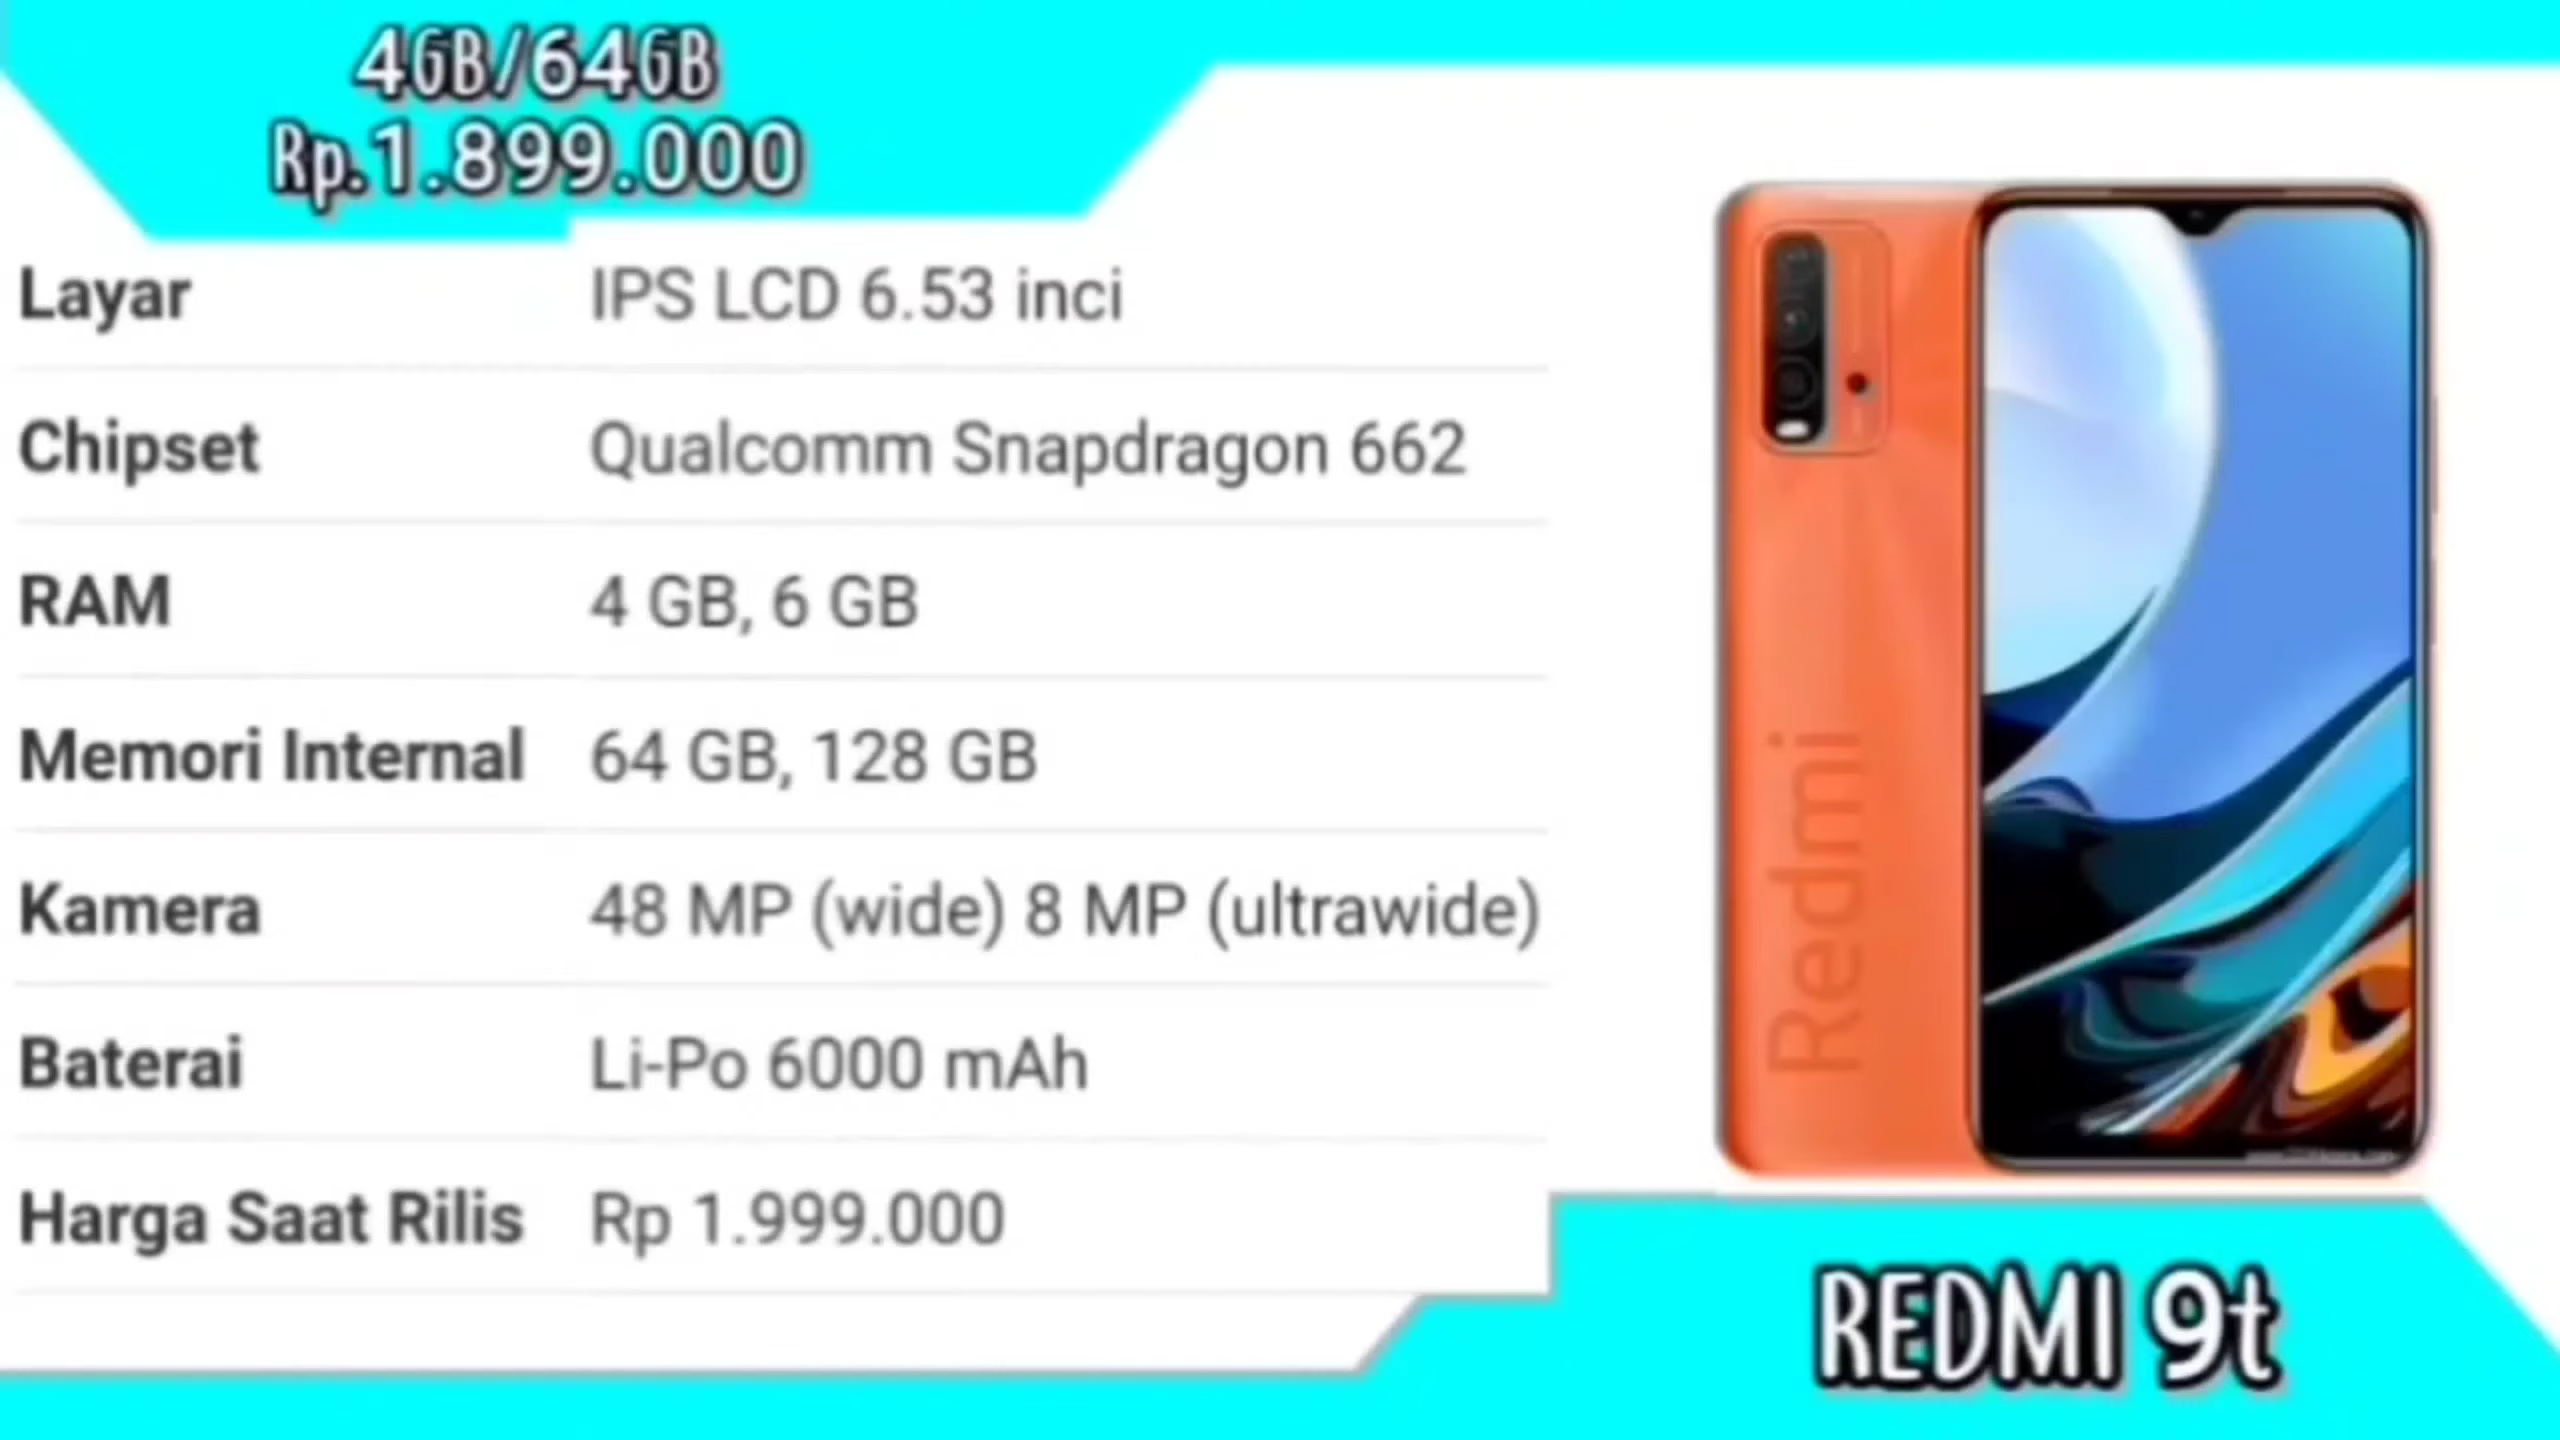 4GB/64GB
Rp.1.899.000
Layar IPS LCD 6.53 inci
Chipset Qualcomm Snapdragon 662
RAM 4 GB, 6 GB
Memori Internal 64 GB, 128 GB
Kamera 48 MP (wide) 8 MP (ultrawide)
Baterai Li-Po 6000 mAh
Harga Saat Rilis Rp 1.999.000
Redmi
REDMI 9t